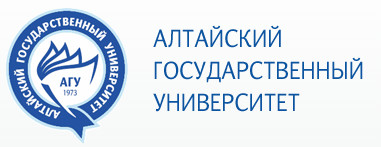 АЛТАЙСКИЙ ГОСУДАРСТВЕННЫЙ УНИВЕРСИТЕТ
АГУ
1973
АЛТАЙСКИЙ
ГОСУДАРСТВЕННЫЙ
УНИВЕРСИТЕТ